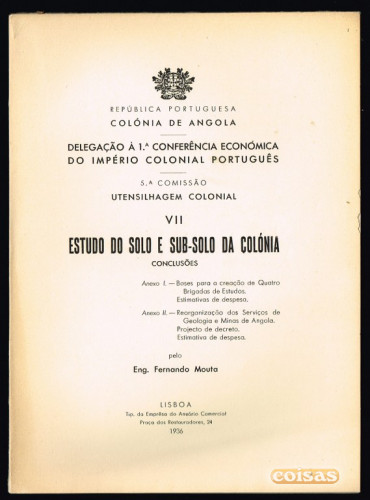 REPÚBLICA PORTUGUESA
COLÓNIA DE ANGOLA
DELEGAÇÃO À 1.ª CONFERÊNCIA ECONÓMICA
DO IMPÉRIO COLONIAL PORTUGUÊS
5.ª COMISSÃO
UTENSILHAGEM COLONIAL
VII
ESTUDO DO SOLO E SUB-SOLO DA COLÓNIA
CONCLUSÕES
Anexo I. — Bases para a creação de Quatro
Brigadas de Estudos.
Estimativas de despesa.
Anexo II. — Reorganização dos Serviços de
Geologia e Minas de Angola.
Projecto de decreto.
Estimativa de despesa.
pelo
Eng. Fernando Mouta
LISBOA
Tip. da Emprêsa do Anuário Comercial
Praça dos Restauradores, 24
1936
coisas